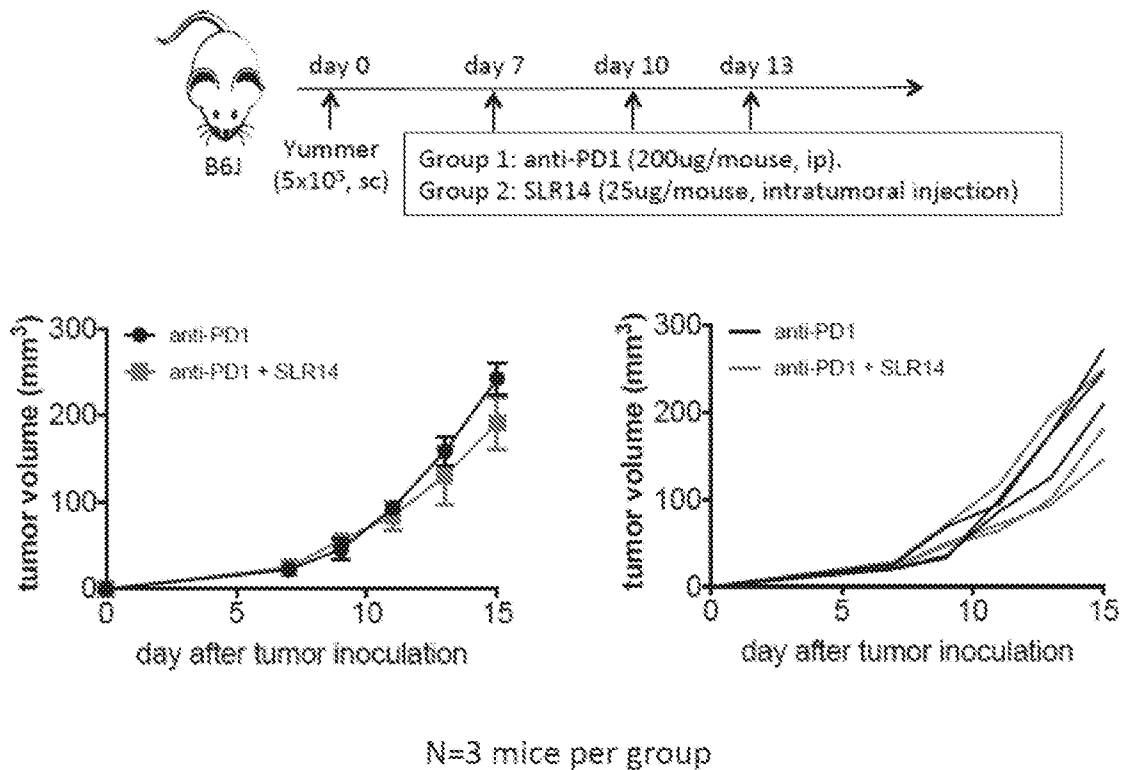 day 0 day 7 day 10 day 13
B6J
Yummer
(5x10⁵, sc)
Group 1: anti-PD1 (200ug/mouse, ip).
Group 2: SLR14 (25ug/mouse, intratumoral injection)
tumor volume (mm³)
300
200
100
0
anti-PD1
anti-PD1 + SLR14
0 5 10 15
day after tumor inoculation
tumor volume (mm³)
300
200
100
0
anti-PD1
anti-PD1 + SLR14
0 5 10 15
day after tumor inoculation
N=3 mice per group